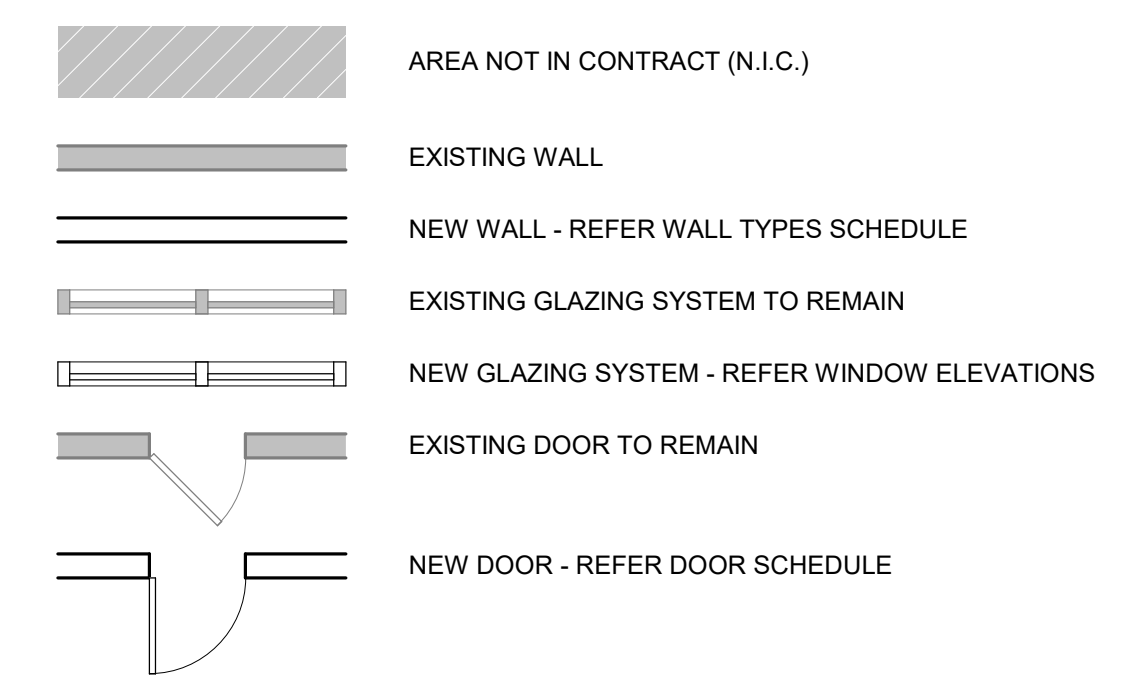 AREA NOT IN CONTRACT (N.I.C.)
EXISTING WALL
NEW WALL - REFER WALL TYPES SCHEDULE
EXISTING GLAZING SYSTEM TO REMAIN
NEW GLAZING SYSTEM - REFER WINDOW ELEVATIONS
EXISTING DOOR TO REMAIN
NEW DOOR - REFER DOOR SCHEDULE